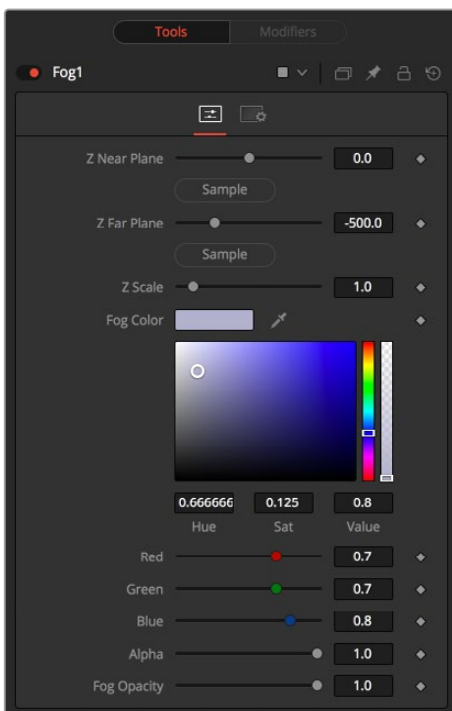 Tools Modifiers
Fog1
Z Near Plane 0.0
Sample
Z Far Plane -500.0
Sample
Z Scale 1.0
Fog Color
0.666666 0.125 0.8
Hue Sat Value
Red 0.7
Green 0.7
Blue 0.8
Alpha 1.0
Fog Opacity 1.0